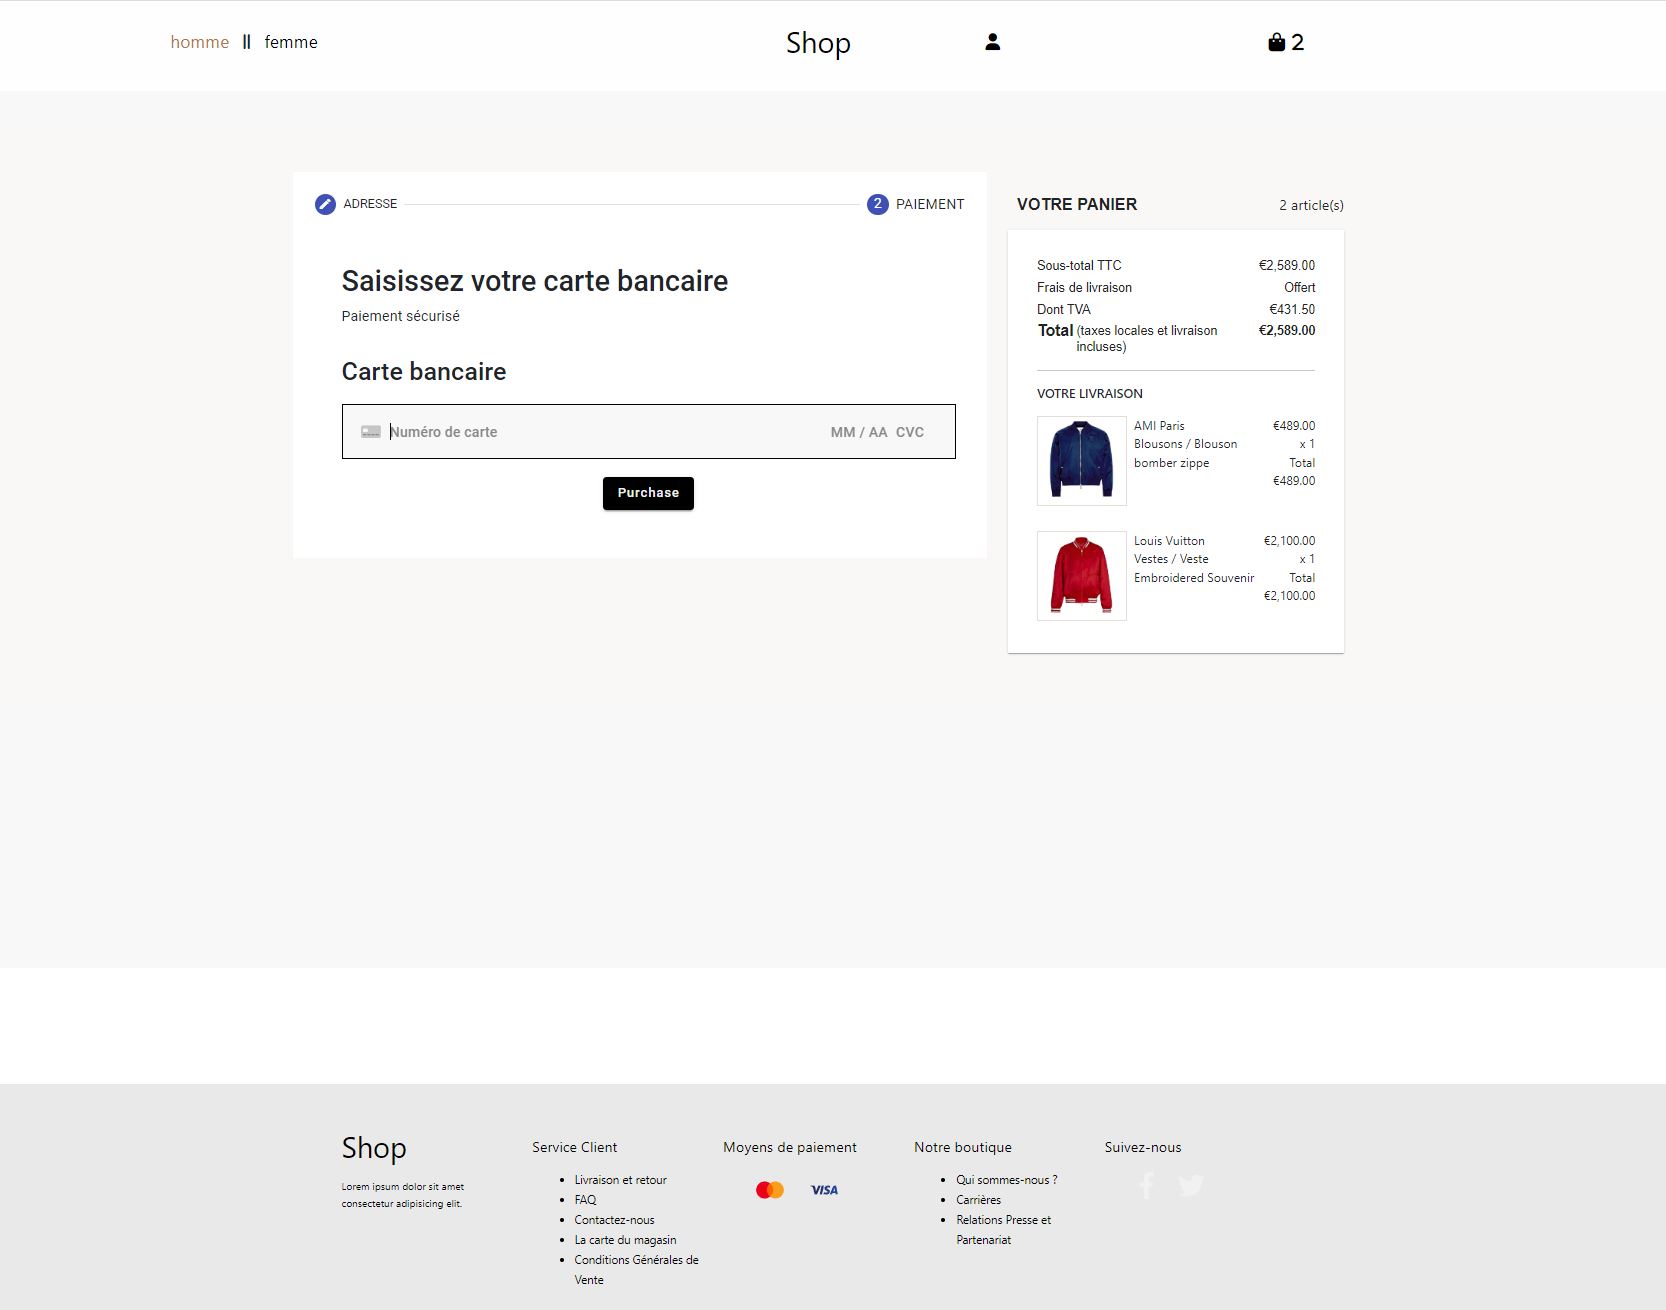 homme || femme
Shop
2
ADRESSE
2 PAIEMENT
Saisissez votre carte bancaire
Paiement sécurisé
Carte bancaire
Numéro de carte MM / AA CVC
Purchase
VOTRE PANIER 2 article(s)
Sous-total TTC €2,589.00
Frais de livraison Offert
Dont TVA €431.50
Total (taxes locales et livraison €2,589.00
incluses)
VOTRE LIVRAISON
AMI Paris €489.00
Blousons / Blouson x 1
bomber zippe Total
€489.00
Louis Vuitton €2,100.00
Vestes / Veste x 1
Embroidered Souvenir Total
€2,100.00
Shop
Lorem ipsum dolor sit amet
consectetur adipisicing elit.
Service Client
Livraison et retour
FAQ
Contactez-nous
La carte du magasin
Conditions Générales de
Vente
Moyens de paiement
VISA
Notre boutique
Qui sommes-nous ?
Carrières
Relations Presse et
Partenariat
Suivez-nous